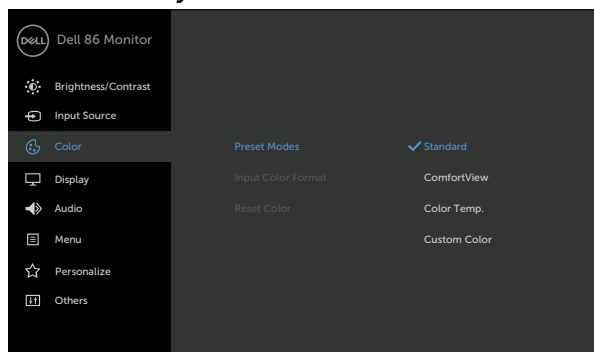 DELL Dell 86 Monitor
Brightness/Contrast
Input Source
Color Preset Modes Standard
Display Input Color Format ComfortView
Audio Reset Color Color Temp.
Menu Custom Color
Personalize
Others